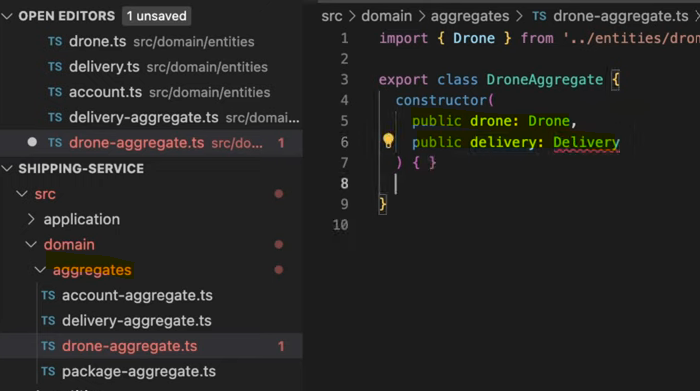 OPEN EDITORS 1 unsaved
TS drone.ts src/domain/entities
TS delivery.ts src/domain/entities
TS account.ts src/domain/entities
TS delivery-aggregate.ts src/domai...
TS drone-aggregate.ts src/do... 1
SHIPPING-SERVICE
src
application
domain
aggregates
TS account-aggregate.ts
TS delivery-aggregate.ts
TS drone-aggregate.ts 1
TS package-aggregate.ts
src > domain > aggregates > TS drone-aggregate.ts
1 import { Drone } from '../entities/dron
2
3 export class DroneAggregate {
4 constructor(
5 public drone: Drone,
6 public delivery: Delivery
7 ) { }
8
9 }
10